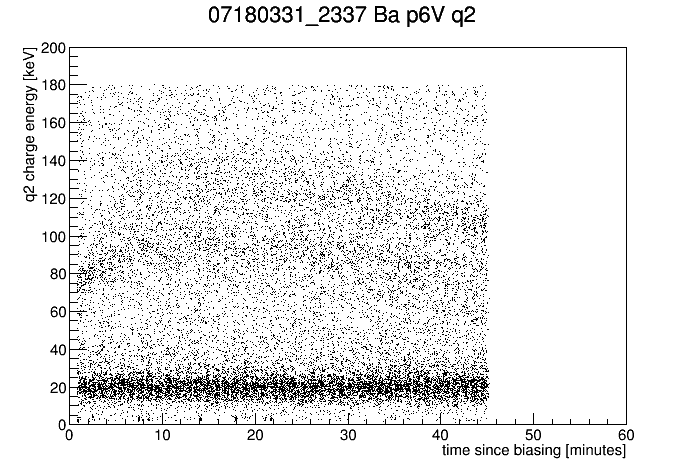 07180331_2337 Ba p6V q2
q2 charge energy [keV]
200
180
160
140
120
100
80
60
40
20
0
0 10 20 30 40 50 60
time since biasing [minutes]